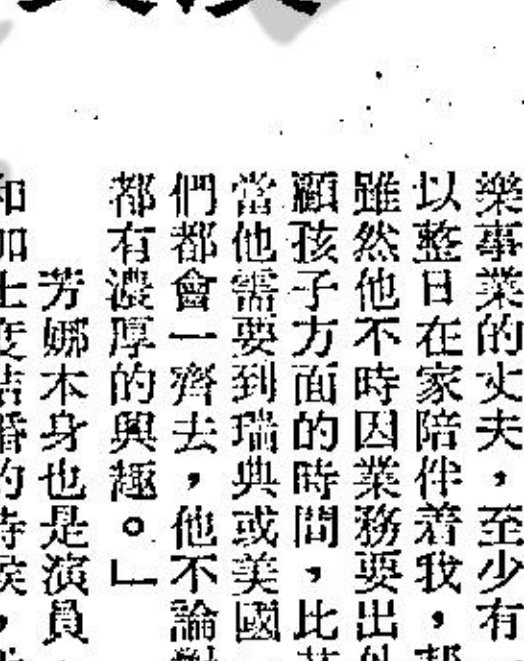 樂事業的丈夫，至少有
以整日在家陪伴着我，都
雖然他不時因業務要出外
顧孩子方面的時間，比
當他需要到瑞典或美國
們都會一齊去，他不論對
都有濃厚的興趣。」
芳娜本身也是演員
和加士度結婚的時候，